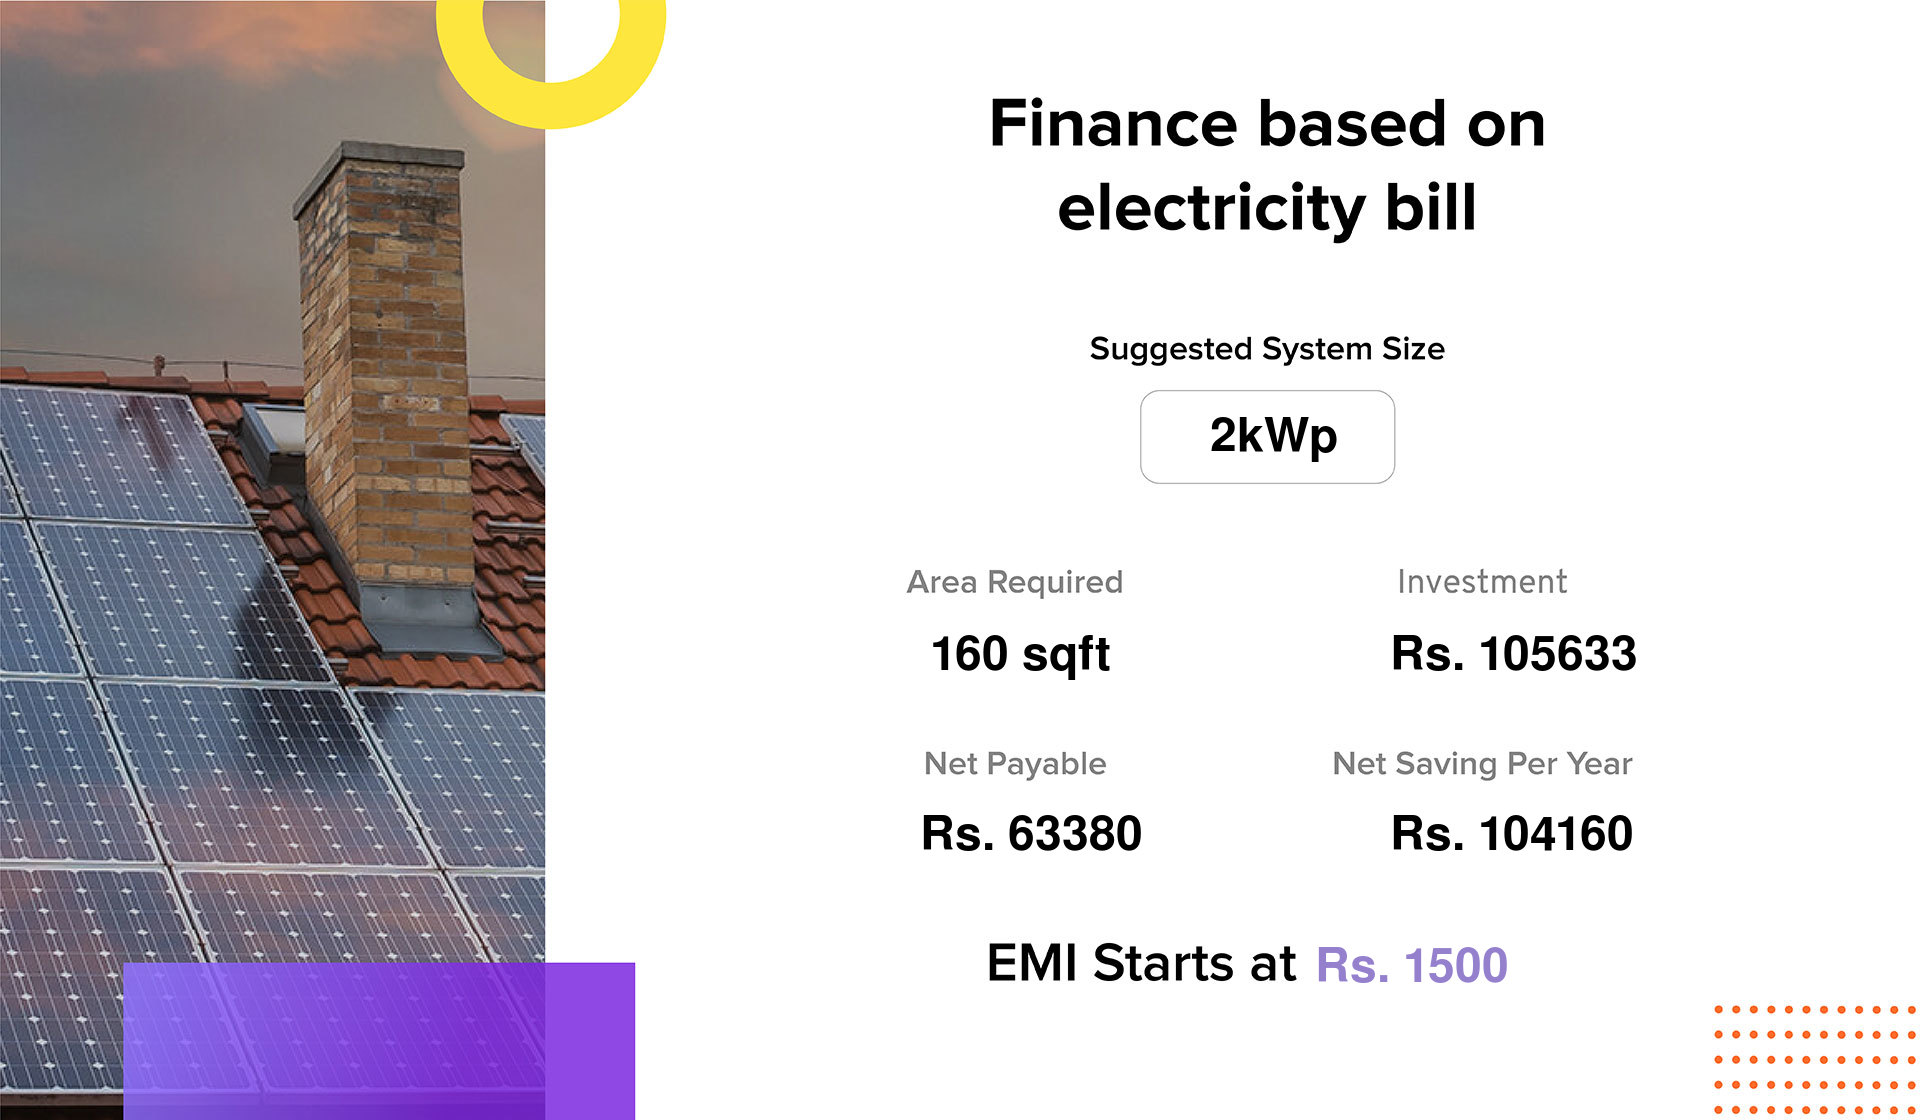 Finance based on
electricity bill
Suggested System Size
2kWp
Area Required
160 sqft
Investment
Rs. 105633
Net Payable
Rs. 63380
Net Saving Per Year
Rs. 104160
EMI Starts at Rs. 1500